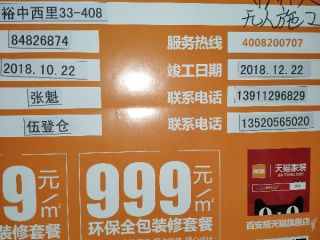 裕中西里33-408
无人施工
84826874 服务热线 4008200707
2018.10.22 竣工日期 2018.12.22
张魁 联系电话 13911296829
伍登仓 联系电话 13520565020
9元/㎡ 999元/㎡
天猫家装
装修套餐 环保全包装修套餐
百安居天猫旗舰店